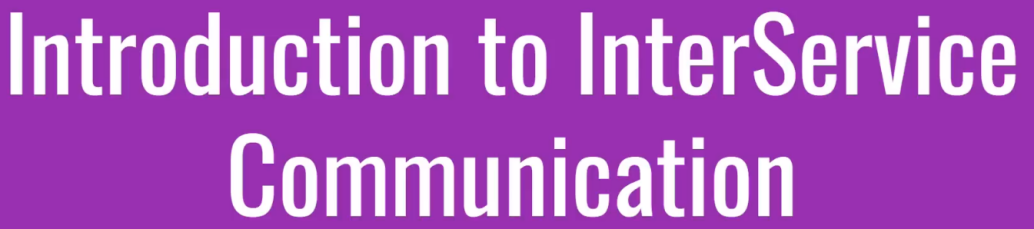 Introduction to InterService
Communication